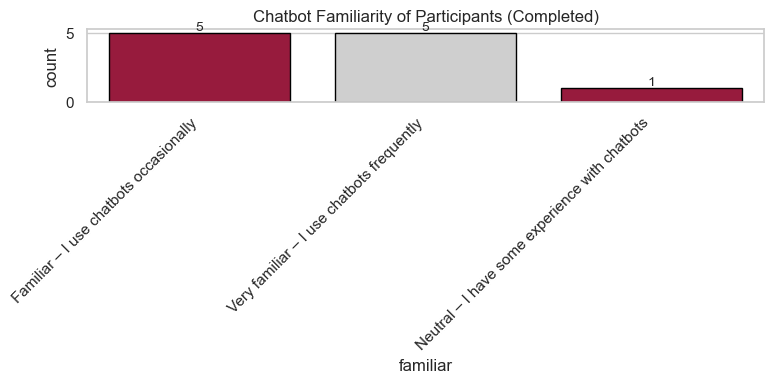 Chatbot Familiarity of Participants (Completed)
5
5
1
count
5
0
Familiar – I use chatbots occasionally
Very familiar – I use chatbots frequently
Neutral – I have some experience with chatbots
familiar